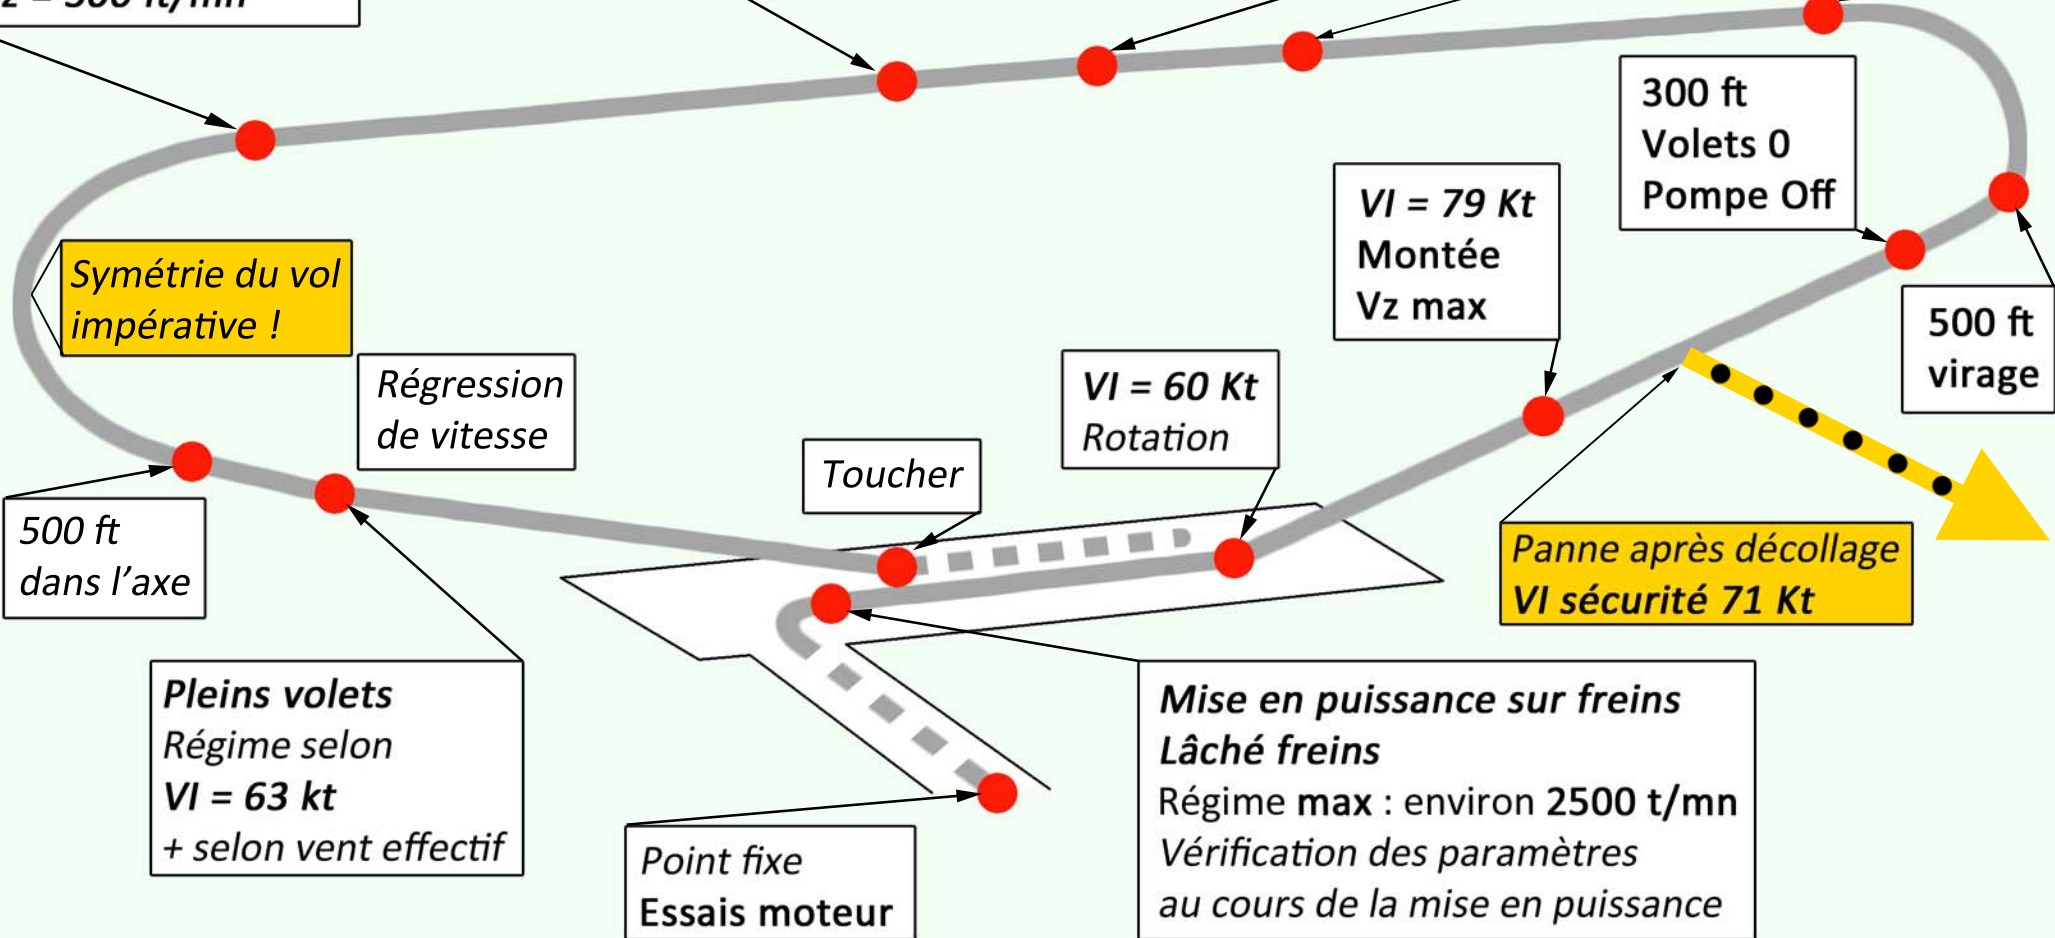 = 500 ft/mn
300 ft
Volets 0
Pompe Off
VI = 79 Kt
Montée
Vz max
Symétrie du vol
impérative !
500 ft
virage
Régression
de vitesse
VI = 60 Kt
Rotation
Toucher
500 ft
dans l’axe
Panne après décollage
VI sécurité 71 Kt
Pleins volets
Régime selon
VI = 63 kt
+ selon vent effectif
Mise en puissance sur freins
Lâché freins
Régime max : environ 2500 t/mn
Vérification des paramètres
au cours de la mise en puissance
Point fixe
Essais moteur